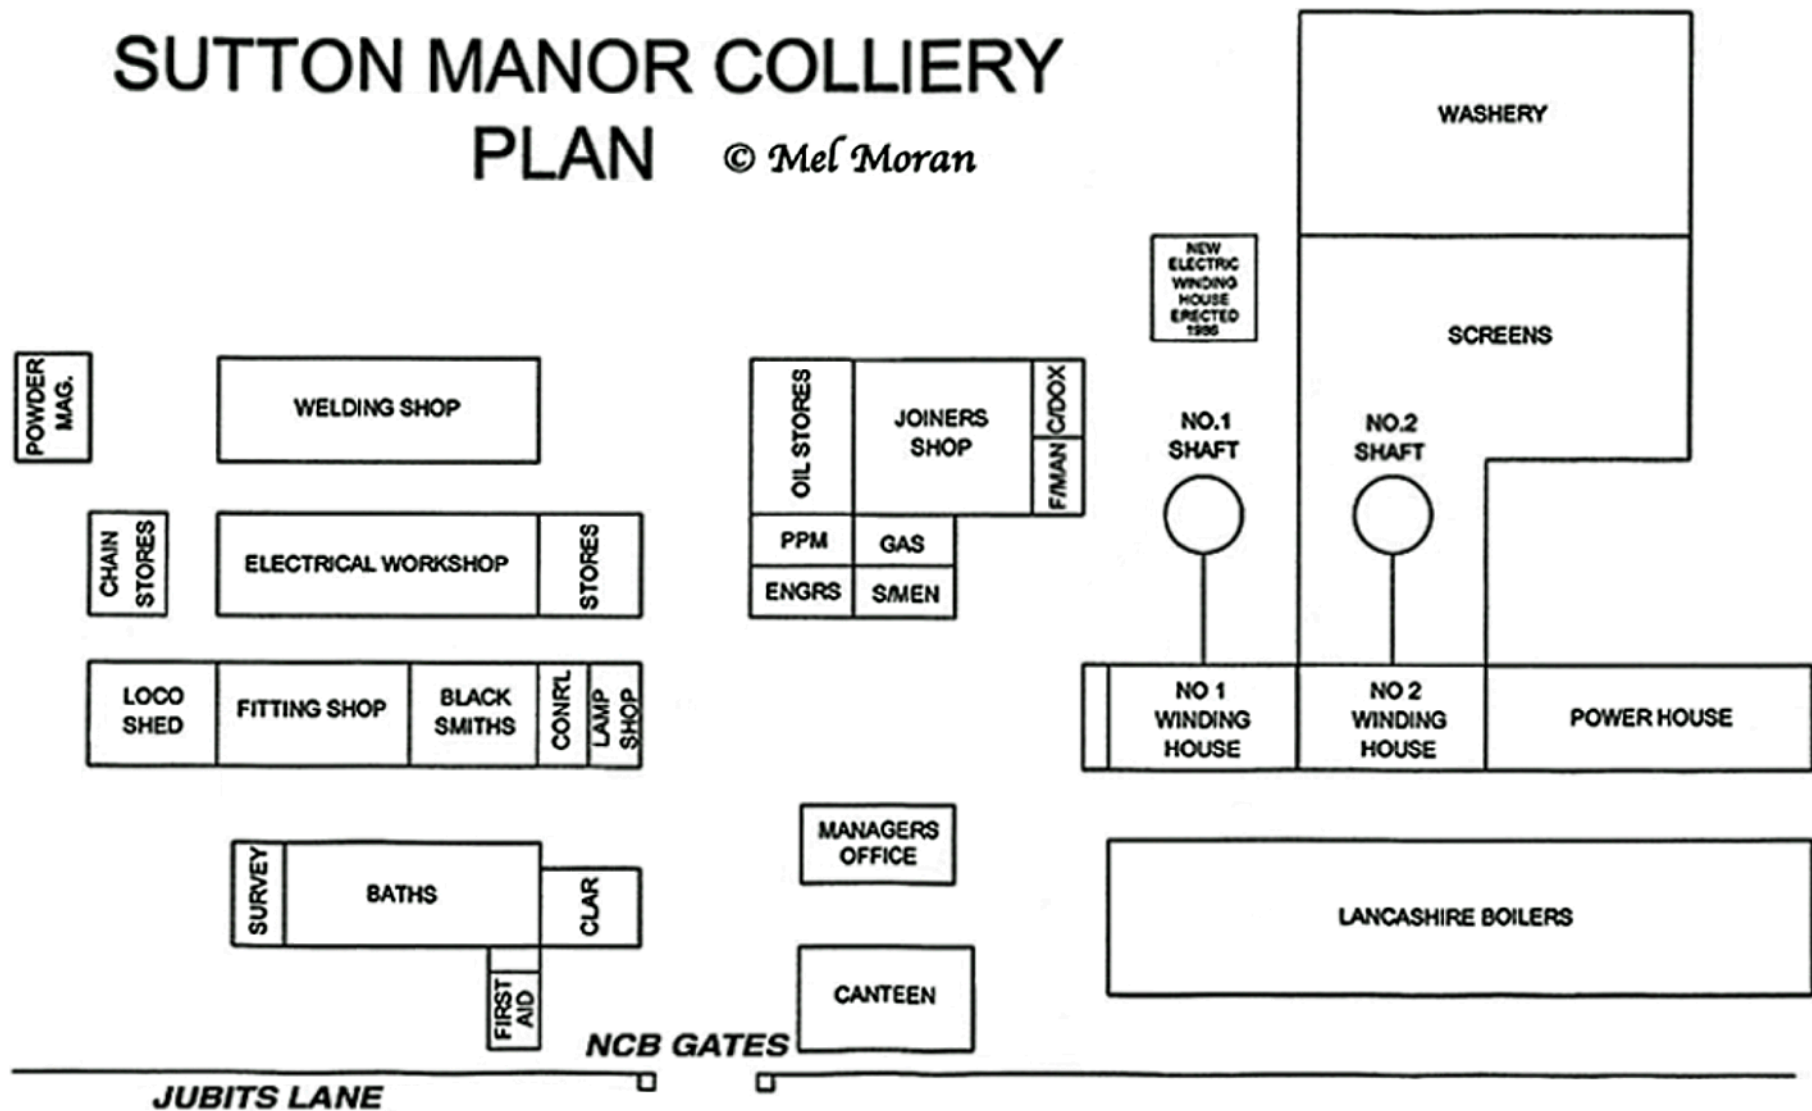 SUTTON MANOR COLLIERY
PLAN © Mel Moran
WASHERY
NEW
ELECTRIC
WINDING
HOUSE
ERECTED
1986
SCREENS
POWDER
MAG.
WELDING SHOP
OIL STORES
JOINERS
SHOP
C/DOX
F/MAN
NO.1
SHAFT
NO.2
SHAFT
CHAIN
STORES
ELECTRICAL WORKSHOP
STORES
PPM
GAS
ENGRS
S/MEN
LOCO
SHED
FITTING SHOP
BLACK
SMITHS
CONR'L
LAMP
SHOP
NO 1
WINDING
HOUSE
NO 2
WINDING
HOUSE
POWER HOUSE
MANAGERS
OFFICE
SURVEY
BATHS
CLAR
LANCASHIRE BOILERS
FIRST
AID
CANTEEN
NCB GATES
JUBITS LANE